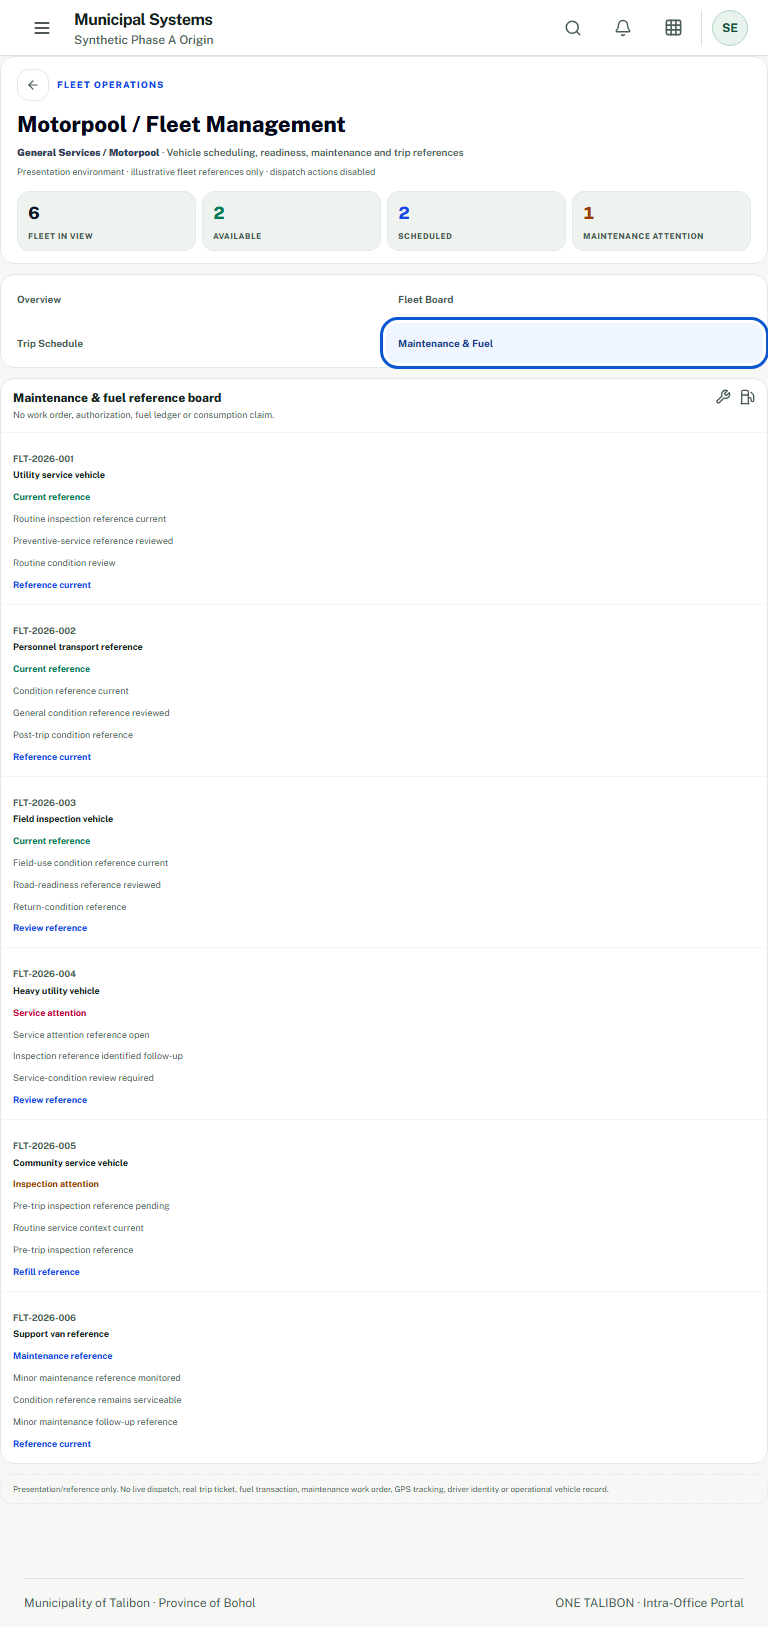 Municipal Systems
Synthetic Phase A Origin
SE
FLEET OPERATIONS
Motorpool / Fleet Management
General Services / Motorpool · Vehicle scheduling, readiness, maintenance and trip references
Presentation environment · illustrative fleet references only · dispatch actions disabled
6
FLEET IN VIEW
2
AVAILABLE
2
SCHEDULED
1
MAINTENANCE ATTENTION
Overview
Fleet Board
Trip Schedule
Maintenance & Fuel
Maintenance & fuel reference board
No work order, authorization, fuel ledger or consumption claim.
FLT-2026-001
Utility service vehicle
Current reference
Routine inspection reference current
Preventive-service reference reviewed
Routine condition review
Reference current
FLT-2026-002
Personnel transport reference
Current reference
Condition reference current
General condition reference reviewed
Post-trip condition reference
Reference current
FLT-2026-003
Field inspection vehicle
Current reference
Field-use condition reference current
Road-readiness reference reviewed
Return-condition reference
Review reference
FLT-2026-004
Heavy utility vehicle
Service attention
Service attention reference open
Inspection reference identified follow-up
Service-condition review required
Review reference
FLT-2026-005
Community service vehicle
Inspection attention
Pre-trip inspection reference pending
Routine service context current
Pre-trip inspection reference
Refill reference
FLT-2026-006
Support van reference
Maintenance reference
Minor maintenance reference monitored
Condition reference remains serviceable
Minor maintenance follow-up reference
Reference current
Presentation/reference only. No live dispatch, real trip ticket, fuel transaction, maintenance work order, GPS tracking, driver identity or operational vehicle record.
Municipality of Talibon · Province of Bohol
ONE TALIBON · Intra-Office Portal